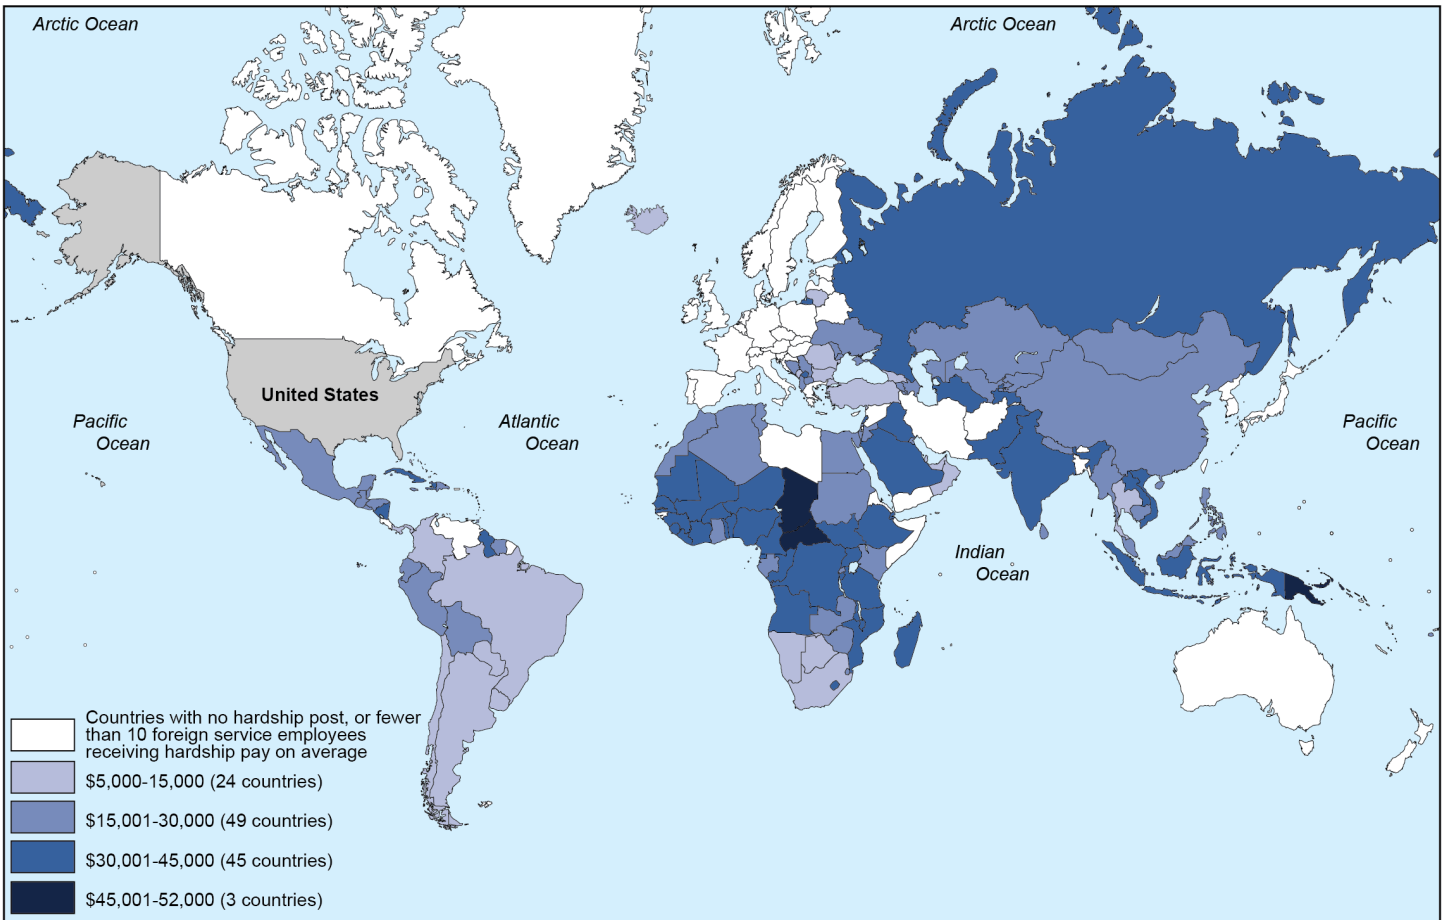 Arctic Ocean
Arctic Ocean
United States
Pacific
Ocean
Atlantic
Ocean
Pacific
Ocean
Indian
Ocean
Countries with no hardship post, or fewer
than 10 foreign service employees
receiving hardship pay on average
$5,000-15,000 (24 countries)
$15,001-30,000 (49 countries)
$30,001-45,000 (45 countries)
$45,001-52,000 (3 countries)